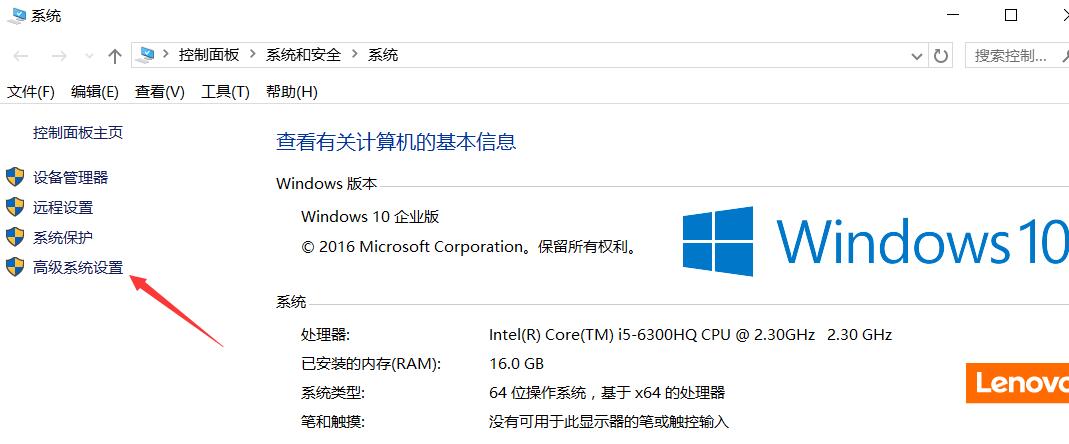 系统
控制面板 系统和安全 系统 搜索控制...
文件(F) 编辑(E) 查看(V) 工具(T) 帮助(H)
控制面板主页
设备管理器
远程设置
系统保护
高级系统设置
查看有关计算机的基本信息
Windows 版本
Windows 10 企业版
© 2016 Microsoft Corporation。保留所有权利。
Windows 10
系统
处理器: Intel(R) Core(TM) i5-6300HQ CPU @ 2.30GHz 2.30 GHz
已安装的内存(RAM): 16.0 GB
系统类型: 64 位操作系统，基于 x64 的处理器
笔和触摸: 没有可用于此显示器的笔或触控输入
Lenovo